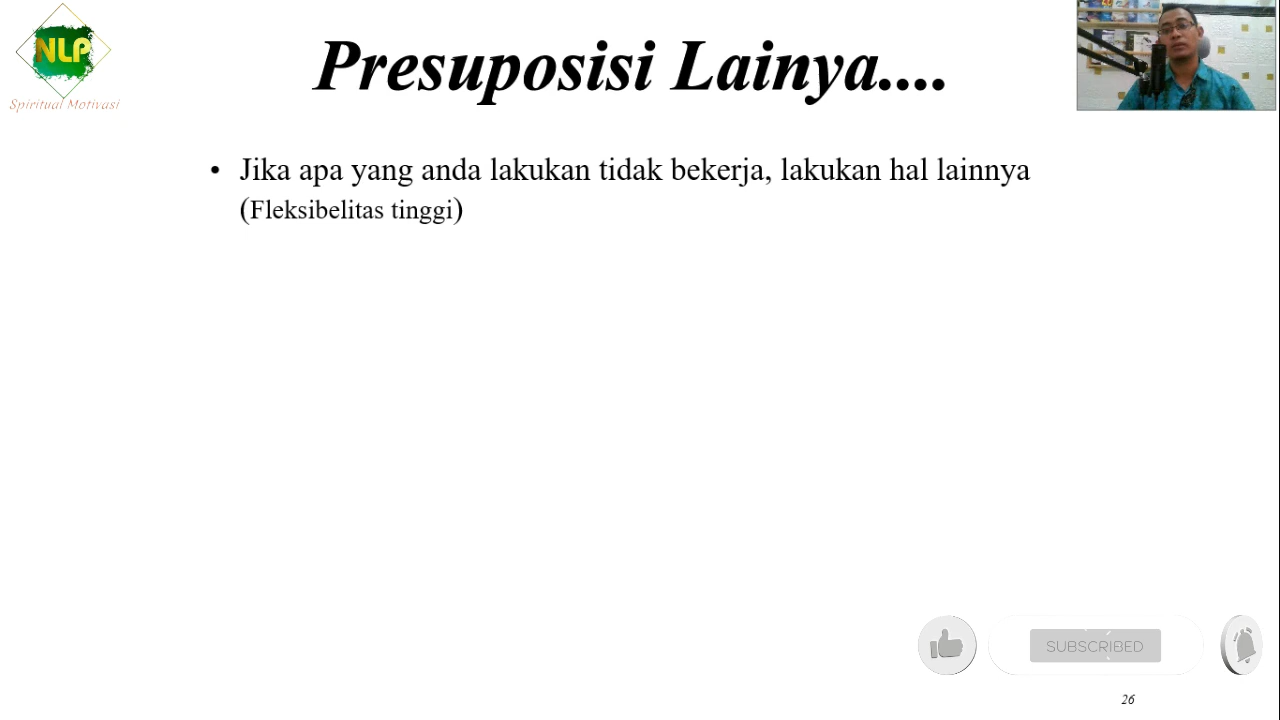 NLP
Spiritual Motivasi
Presuposisi Lainya....
• Jika apa yang anda lakukan tidak bekerja, lakukan hal lainnya
(Fleksibelitas tinggi)
SUBSCRIBED
26